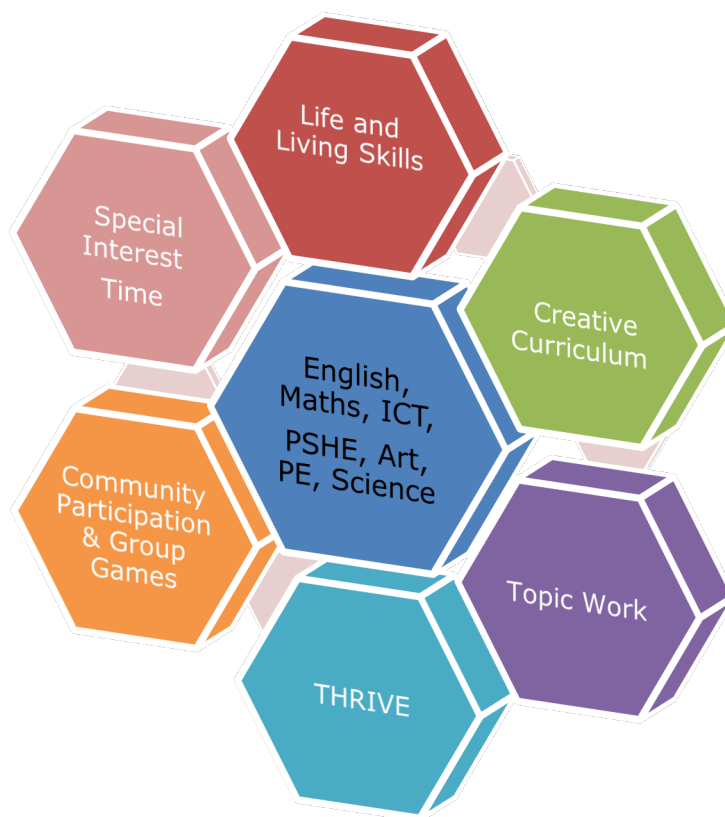 Life and
Living Skills
Special
Interest
Time
Creative
Curriculum
English,
Maths, ICT,
PSHE, Art,
PE, Science
Community
Participation
& Group
Games
Topic Work
THRIVE